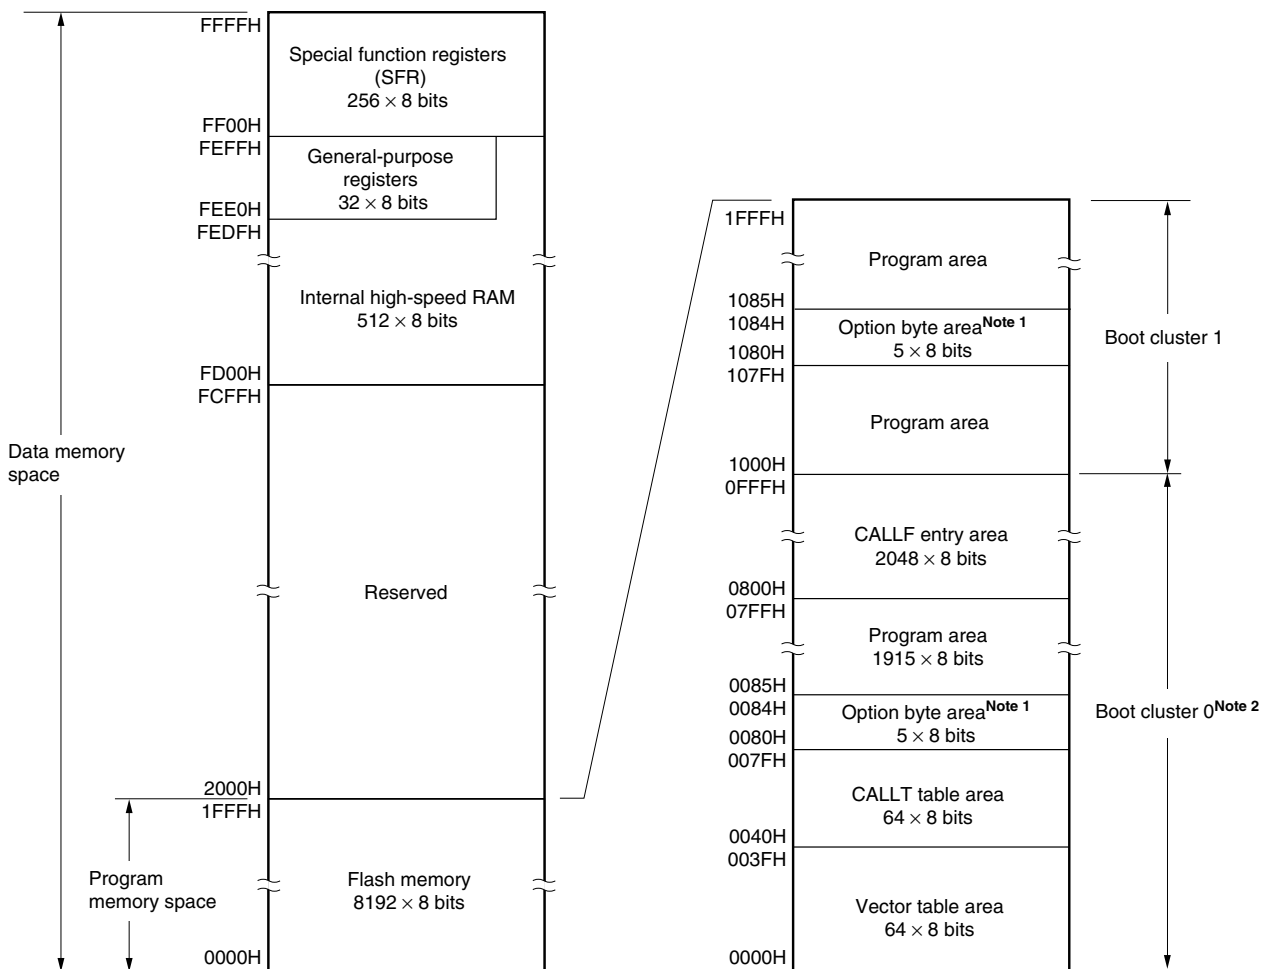 FFFFH
Special function registers
(SFR)
256 × 8 bits
FF00H
FEFFH
General-purpose
registers
32 × 8 bits
FEE0H
FEDFH
Internal high-speed RAM
512 × 8 bits
FD00H
FCFFH
Data memory
space
Reserved
2000H
1FFFH
Program
memory space
Flash memory
8192 × 8 bits
0000H
1FFFH
Program area
1085H
1084H
Option byte areaNote 1
5 × 8 bits
1080H
107FH
Boot cluster 1
Program area
1000H
0FFFH
CALLF entry area
2048 × 8 bits
0800H
07FFH
Program area
1915 × 8 bits
0085H
0084H
Option byte areaNote 1
5 × 8 bits
0080H
007FH
Boot cluster 0Note 2
CALLT table area
64 × 8 bits
0040H
003FH
Vector table area
64 × 8 bits
0000H